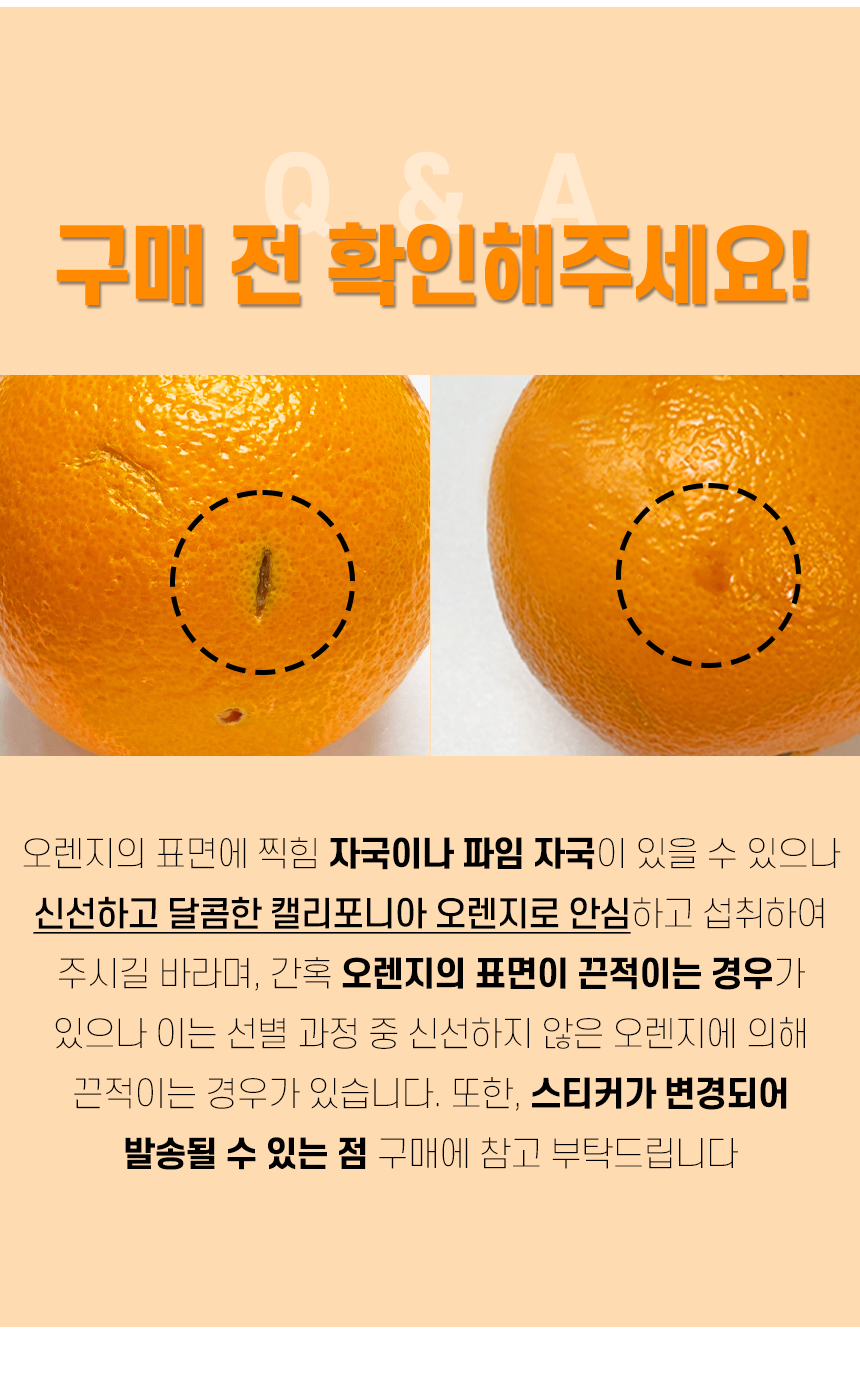 Q & A
구매 전 확인해주세요!
오렌지의 표면에 찍힘 자국이나 파임 자국이 있을 수 있으나
신선하고 달콤한 캘리포니아 오렌지로 안심하고 섭취하여
주시길 바라며, 간혹 오렌지의 표면이 끈적이는 경우가
있으나 이는 선별 과정 중 신선하지 않은 오렌지에 의해
끈적이는 경우가 있습니다. 또한, 스티커가 변경되어
발송될 수 있는 점 구매에 참고 부탁드립니다